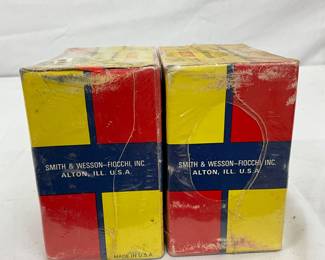 SMITH & WESSON-FIOCCHI, INC.
ALTON, ILL. U.S.A.
MADE IN U.S.A.
SMITH & WESSON-FIOCCHI, INC.
ALTON, ILL. U.S.A.